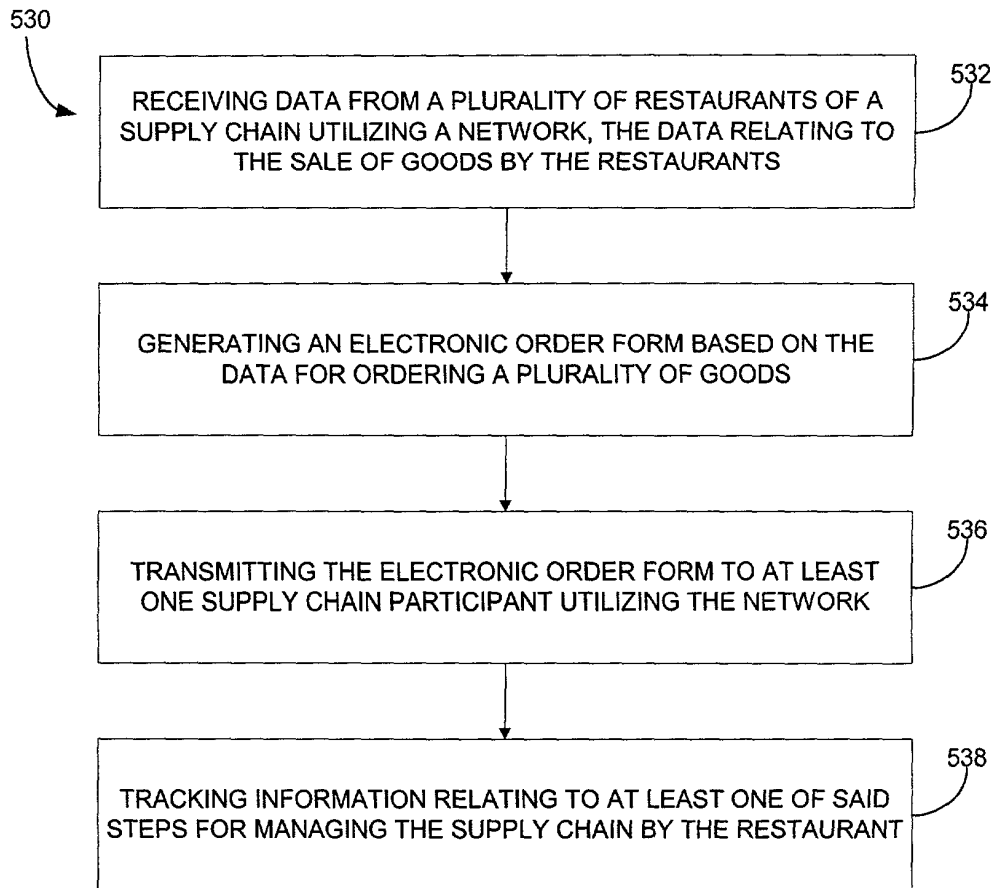 530
532
RECEIVING DATA FROM A PLURALITY OF RESTAURANTS OF A
SUPPLY CHAIN UTILIZING A NETWORK, THE DATA RELATING TO
THE SALE OF GOODS BY THE RESTAURANTS
534
GENERATING AN ELECTRONIC ORDER FORM BASED ON THE
DATA FOR ORDERING A PLURALITY OF GOODS
536
TRANSMITTING THE ELECTRONIC ORDER FORM TO AT LEAST
ONE SUPPLY CHAIN PARTICIPANT UTILIZING THE NETWORK
538
TRACKING INFORMATION RELATING TO AT LEAST ONE OF SAID
STEPS FOR MANAGING THE SUPPLY CHAIN BY THE RESTAURANT